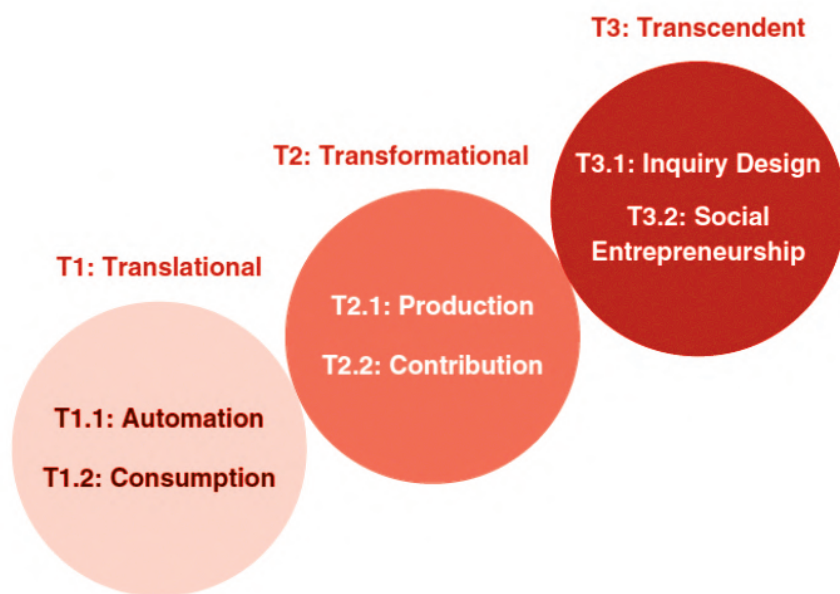 T3: Transcendent
T3.1: Inquiry Design
T3.2: Social
Entrepreneurship
T2: Transformational
T2.1: Production
T2.2: Contribution
T1: Translational
T1.1: Automation
T1.2: Consumption